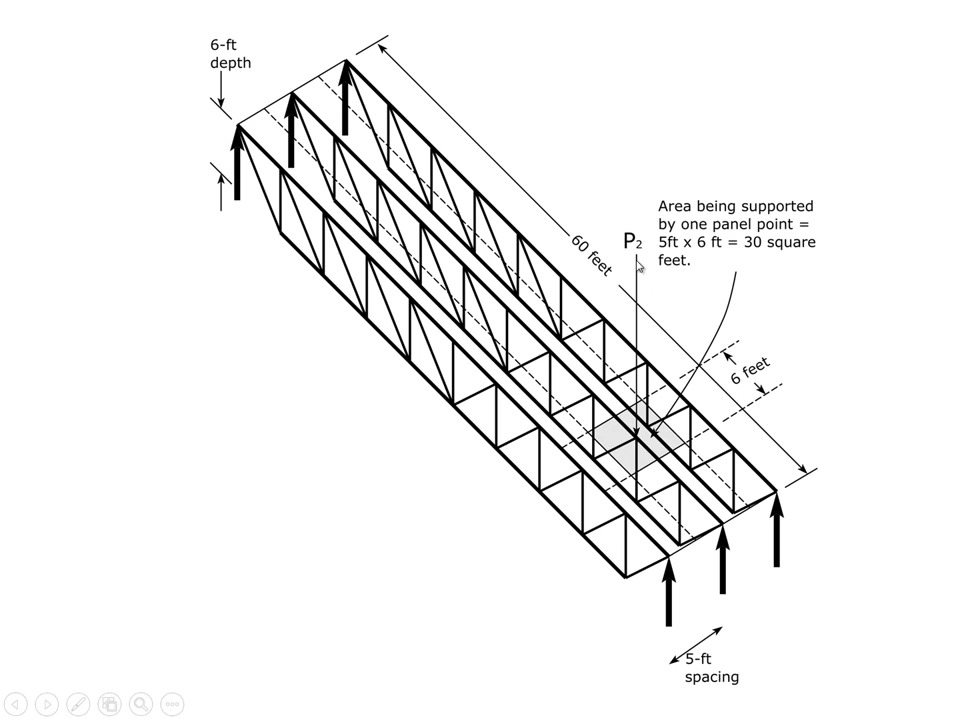 6-ft
depth
Area being supported
by one panel point =
5ft x 6 ft = 30 square
feet.
P2
60 feet
6 feet
5-ft
spacing